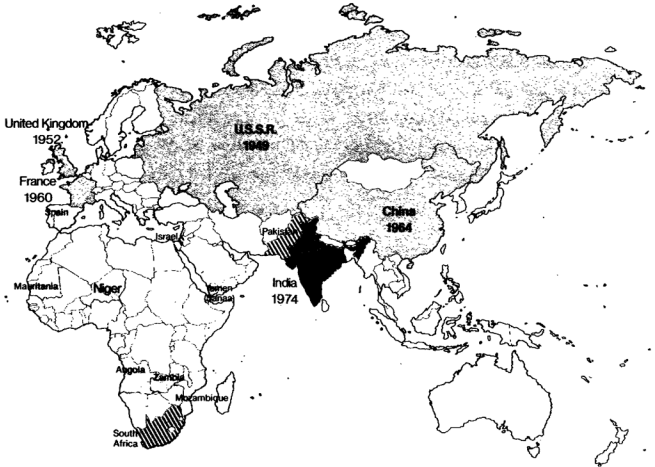 United Kingdom
1952
U.S.S.R.
1949
France
1960
Spain
China
1964
Pakistan
Israel
India
1974
Mauritania
Niger
Yemen
(Sanaa)
Angola
Zambia
Mozambique
South
Africa